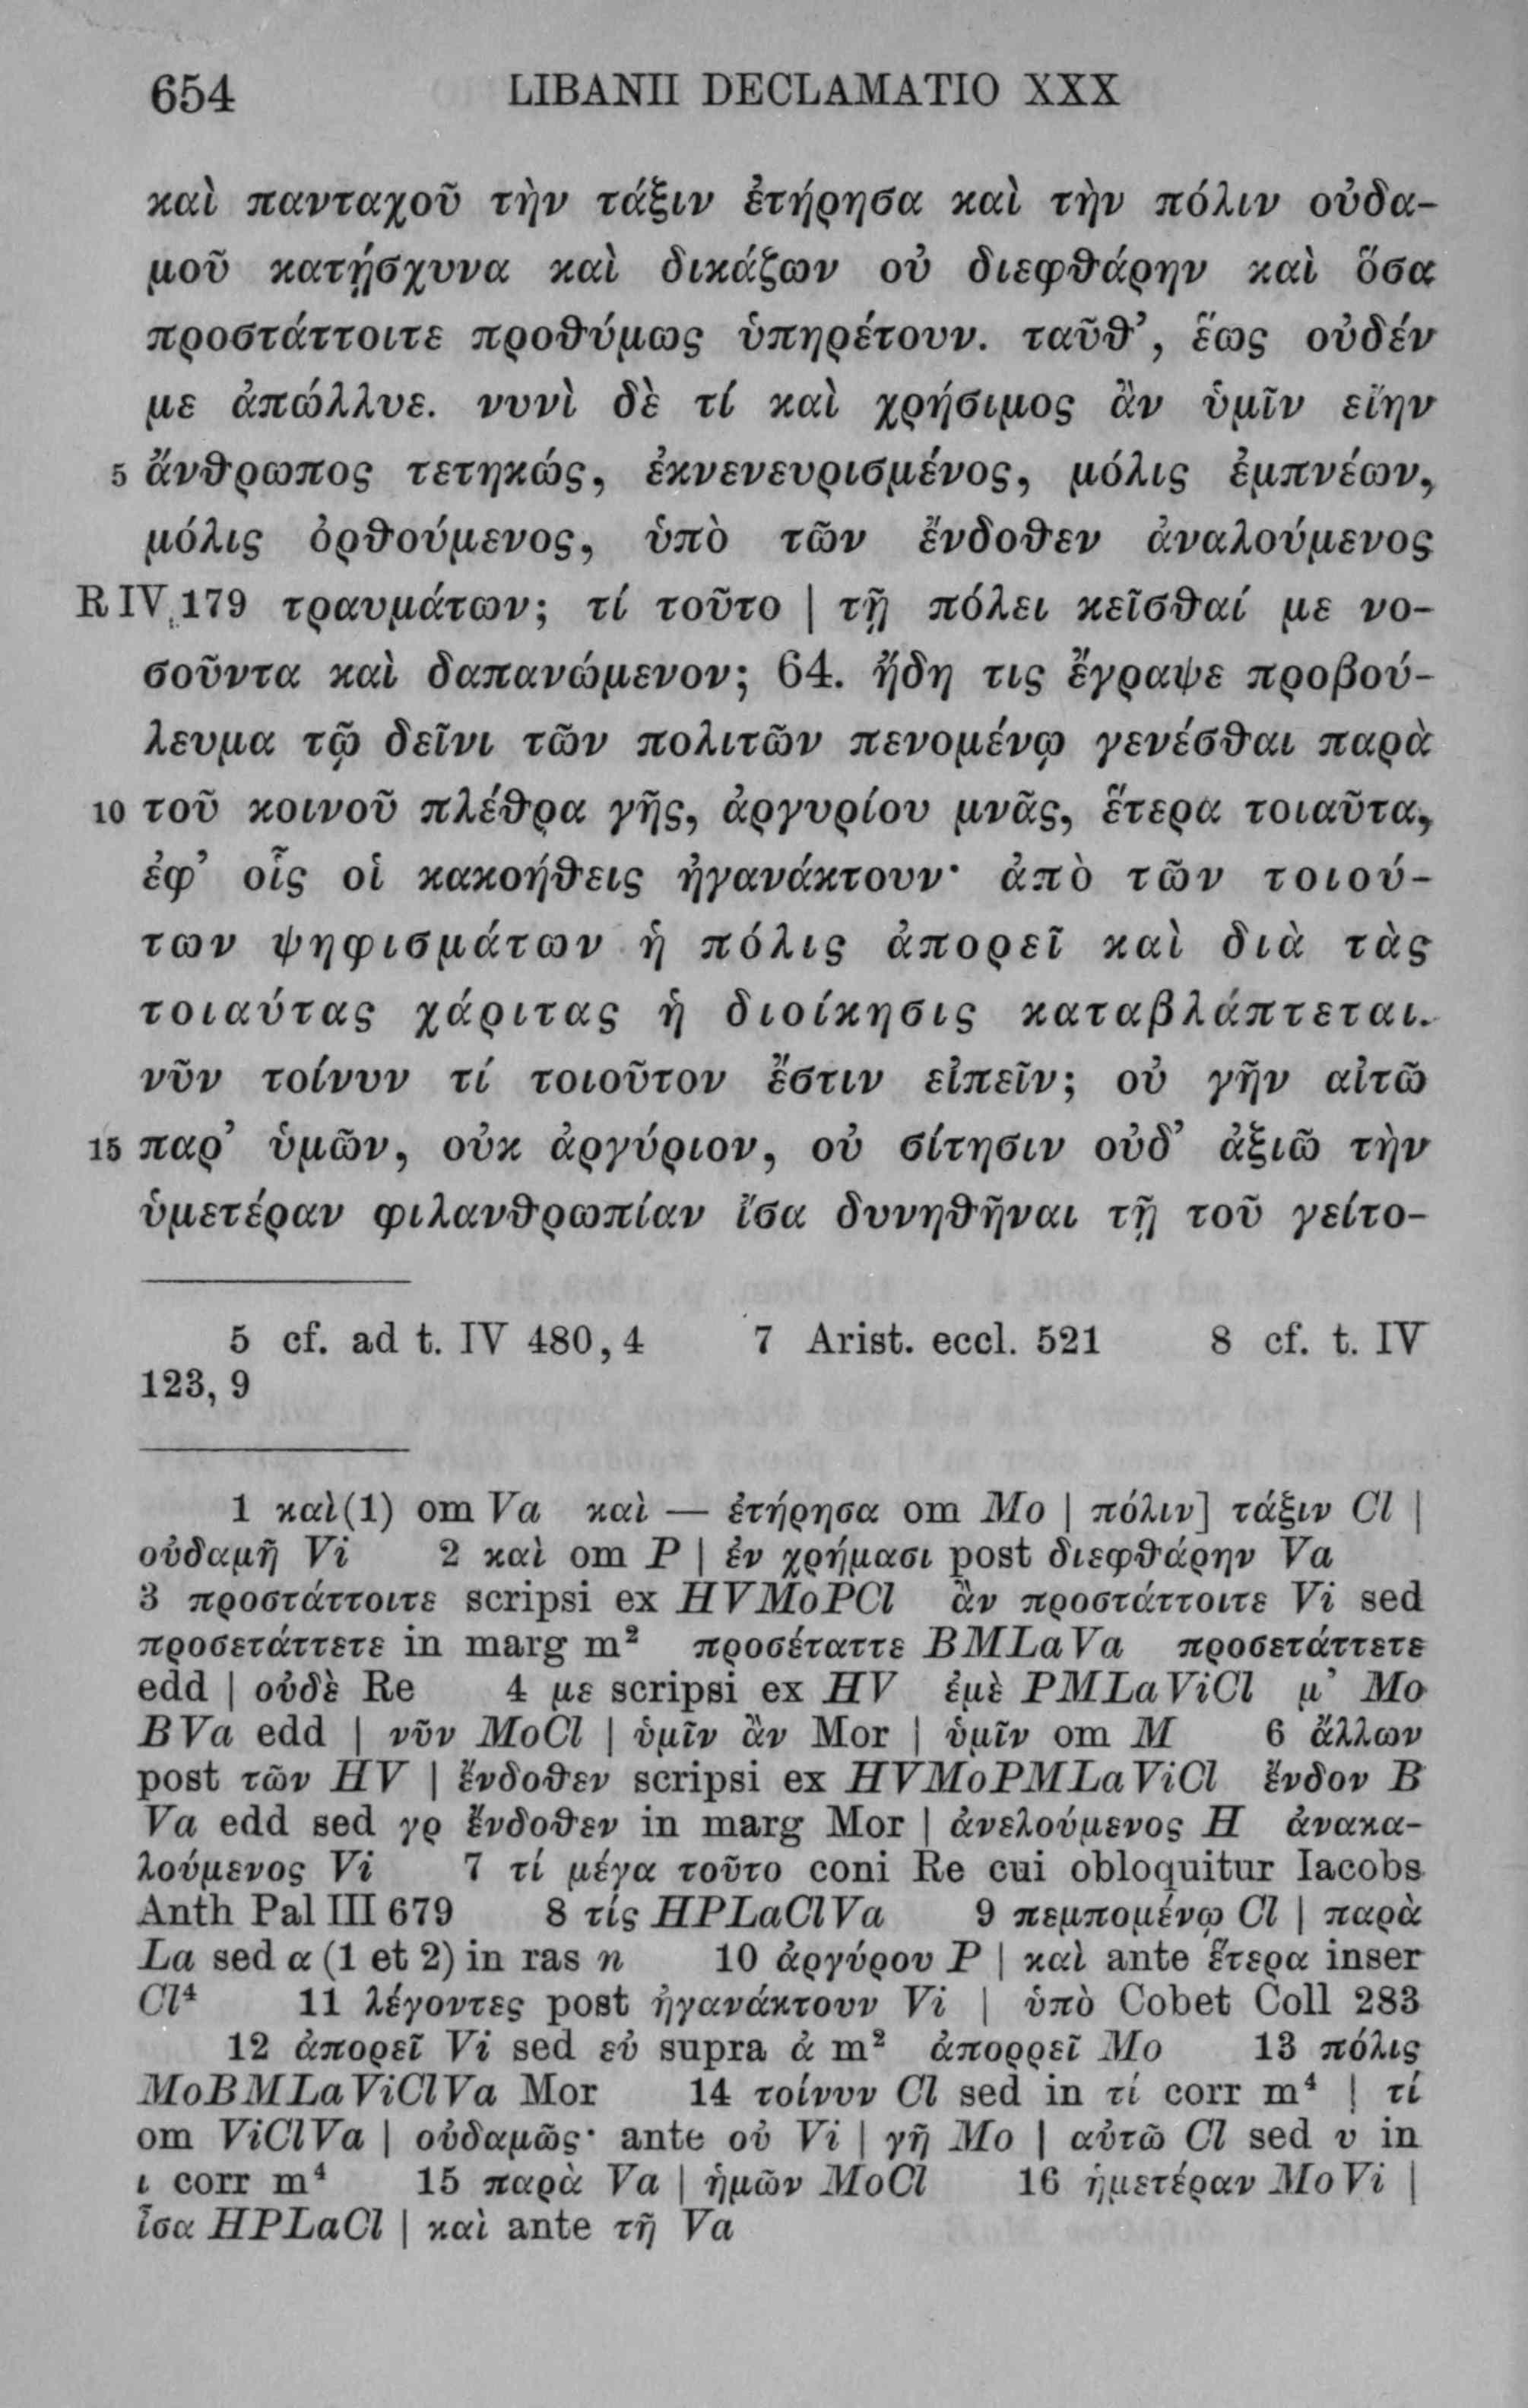 654 LIBANII DECLAMATIO XXX
καὶ πανταχοῦ τὴν τάξιν ἐτήρησα καὶ τὴν πόλιν οὐδα-
μοῦ κατῄσχυνα καὶ δικάζων οὐ διεφθάρην καὶ ὅσα
προστάττοιτε προθύμως ὑπηρέτουν. ταῦθ’, ἕως οὐδέν
με ἀπώλλυε. νυνὶ δὲ τί καὶ χρήσιμος ἂν ὑμῖν εἴην
5 ἄνθρωπος τετηκώς, ἐκνενευρισμένος, μόλις ἐμπνέων,
μόλις ὀρθούμενος, ὑπὸ τῶν ἔνδοθεν ἀναλούμενος
R IV 179 τραυμάτων; τί τοῦτο | τῇ πόλει κεῖσθαί με νο-
σοῦντα καὶ δαπανώμενον; 64. ἤδη τις ἔγραψε προβού-
λευμα τῷ δεῖνι τῶν πολιτῶν πενομένῳ γενέσθαι παρὰ
10 τοῦ κοινοῦ πλέθρα γῆς, ἀργυρίου μνᾶς, ἕτερα τοιαῦτα,
ἐφ’ οἷς οἱ κακοήθεις ἠγανάκτουν· ἀπὸ τῶν τοιού-
των ψηφισμάτων ἡ πόλις ἀπορεῖ καὶ διὰ τὰς
τοιαύτας χάριτας ἡ διοίκησις καταβλάπτεται.
νῦν τοίνυν τί τοιοῦτον ἔστιν εἰπεῖν; οὐ γῆν αἰτῶ
15 παρ’ ὑμῶν, οὐκ ἀργύριον, οὐ σίτησιν οὐδ’ ἀξιῶ τὴν
ὑμετέραν φιλανθρωπίαν ἴσα δυνηθῆναι τῇ τοῦ γείτο-
5 cf. ad t. IV 480, 4 7 Arist. eccl. 521 8 cf. t. IV
123, 9
1 καὶ(1) om Va καὶ — ἐτήρησα om Mo | πόλιν] τάξιν Cl |
οὐδαμῆ Vi 2 καὶ om P | ἐν χρήμασι post διεφθάρην Va
3 προστάττοιτε scripsi ex HVMoPCl ἂν προστάττοιτε Vi sed
προσετάττετε in marg m² προσέταττε BMLaVa προσετάττετε
edd | οὐδὲ Re 4 με scripsi ex HV ἐμὲ PMLaViCl μ’ Mo
BVa edd | νῦν MoCl | ὑμῖν ἂν Mor | ὑμῖν om M 6 ἄλλων
post τῶν HV | ἔνδοθεν scripsi ex HVMoPMLaViCl ἔνδον B
Va edd sed γρ ἔνδοθεν in marg Mor | ἀνελούμενος H ἀνακα-
λούμενος Vi 7 τί μέγα τοῦτο coni Re cui obloquitur Iacobs
Anth Pal III 679 8 τίς HPLaClVa 9 πεμπομένῳ Cl | παρὰ
La sed α (1 et 2) in ras n 10 ἀργύρου P | καὶ ante ἕτερα inser
Cl⁴ 11 λέγοντες post ἠγανάκτουν Vi | ὑπὸ Cobet Coll 283
12 ἀπορεῖ Vi sed εὐ supra ἀ m² ἀπορρεῖ Mo 13 πόλις
MoBMLaViClVa Mor 14 τοίνυν Cl sed in τί corr m⁴ | τί
om ViClVa | οὐδαμῶς· ante οὐ Vi | γῆ Mo | αὐτῶ Cl sed υ in
ι corr m⁴ 15 παρὰ Va | ἡμῶν MoCl 16 ἡμετέραν MoVi |
ἶσα HPLaCl | καὶ ante τῇ Va